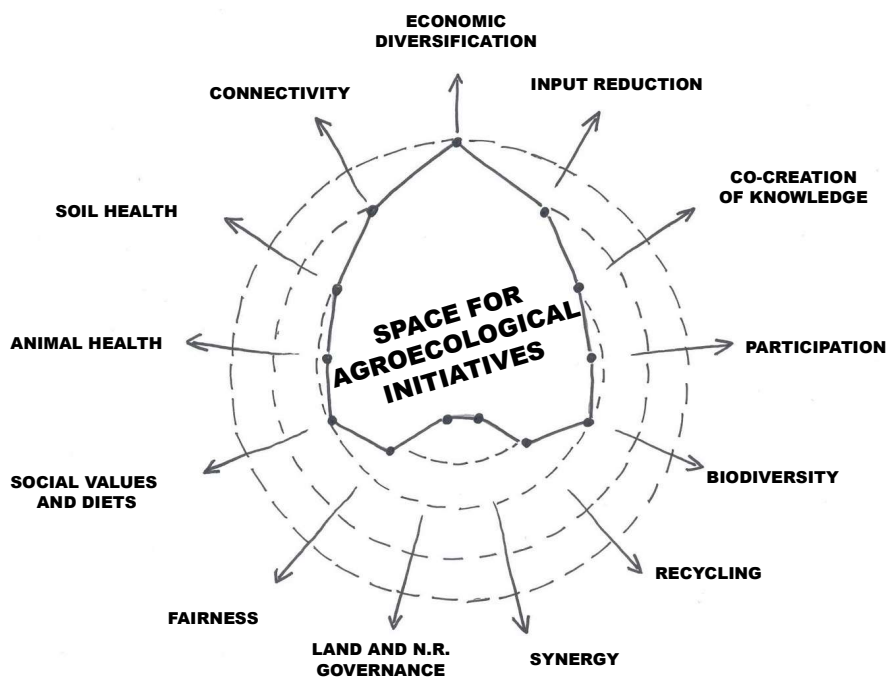 ECONOMIC
DIVERSIFICATION
INPUT REDUCTION
CONNECTIVITY
CO-CREATION
OF KNOWLEDGE
SOIL HEALTH
SPACE FOR
AGROECOLOGICAL
INITIATIVES
ANIMAL HEALTH
PARTICIPATION
SOCIAL VALUES
AND DIETS
BIODIVERSITY
RECYCLING
FAIRNESS
LAND AND N.R.
GOVERNANCE
SYNERGY